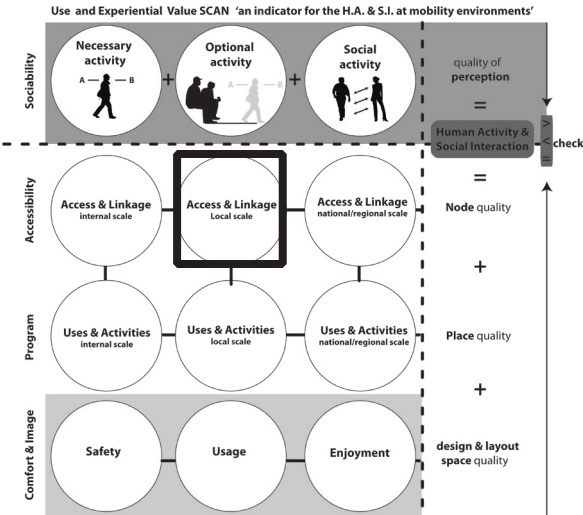 Use and Experiential Value SCAN ‘an indicator for the H.A. & S.I. at mobility environments’
Sociability
Necessary
activity
A — — B
+
Optional
activity
A — — B
+
Social
activity
quality of
perception
=
Human Activity &
Social Interaction
> < =
check
=
Accessibility
Access & Linkage
internal scale
Access & Linkage
Local scale
Access & Linkage
national/regional scale
Node quality
+
Program
Uses & Activities
internal scale
Uses & Activities
local scale
Uses & Activities
national/regional scale
Place quality
+
Comfort & Image
Safety
Usage
Enjoyment
design & layout
space quality